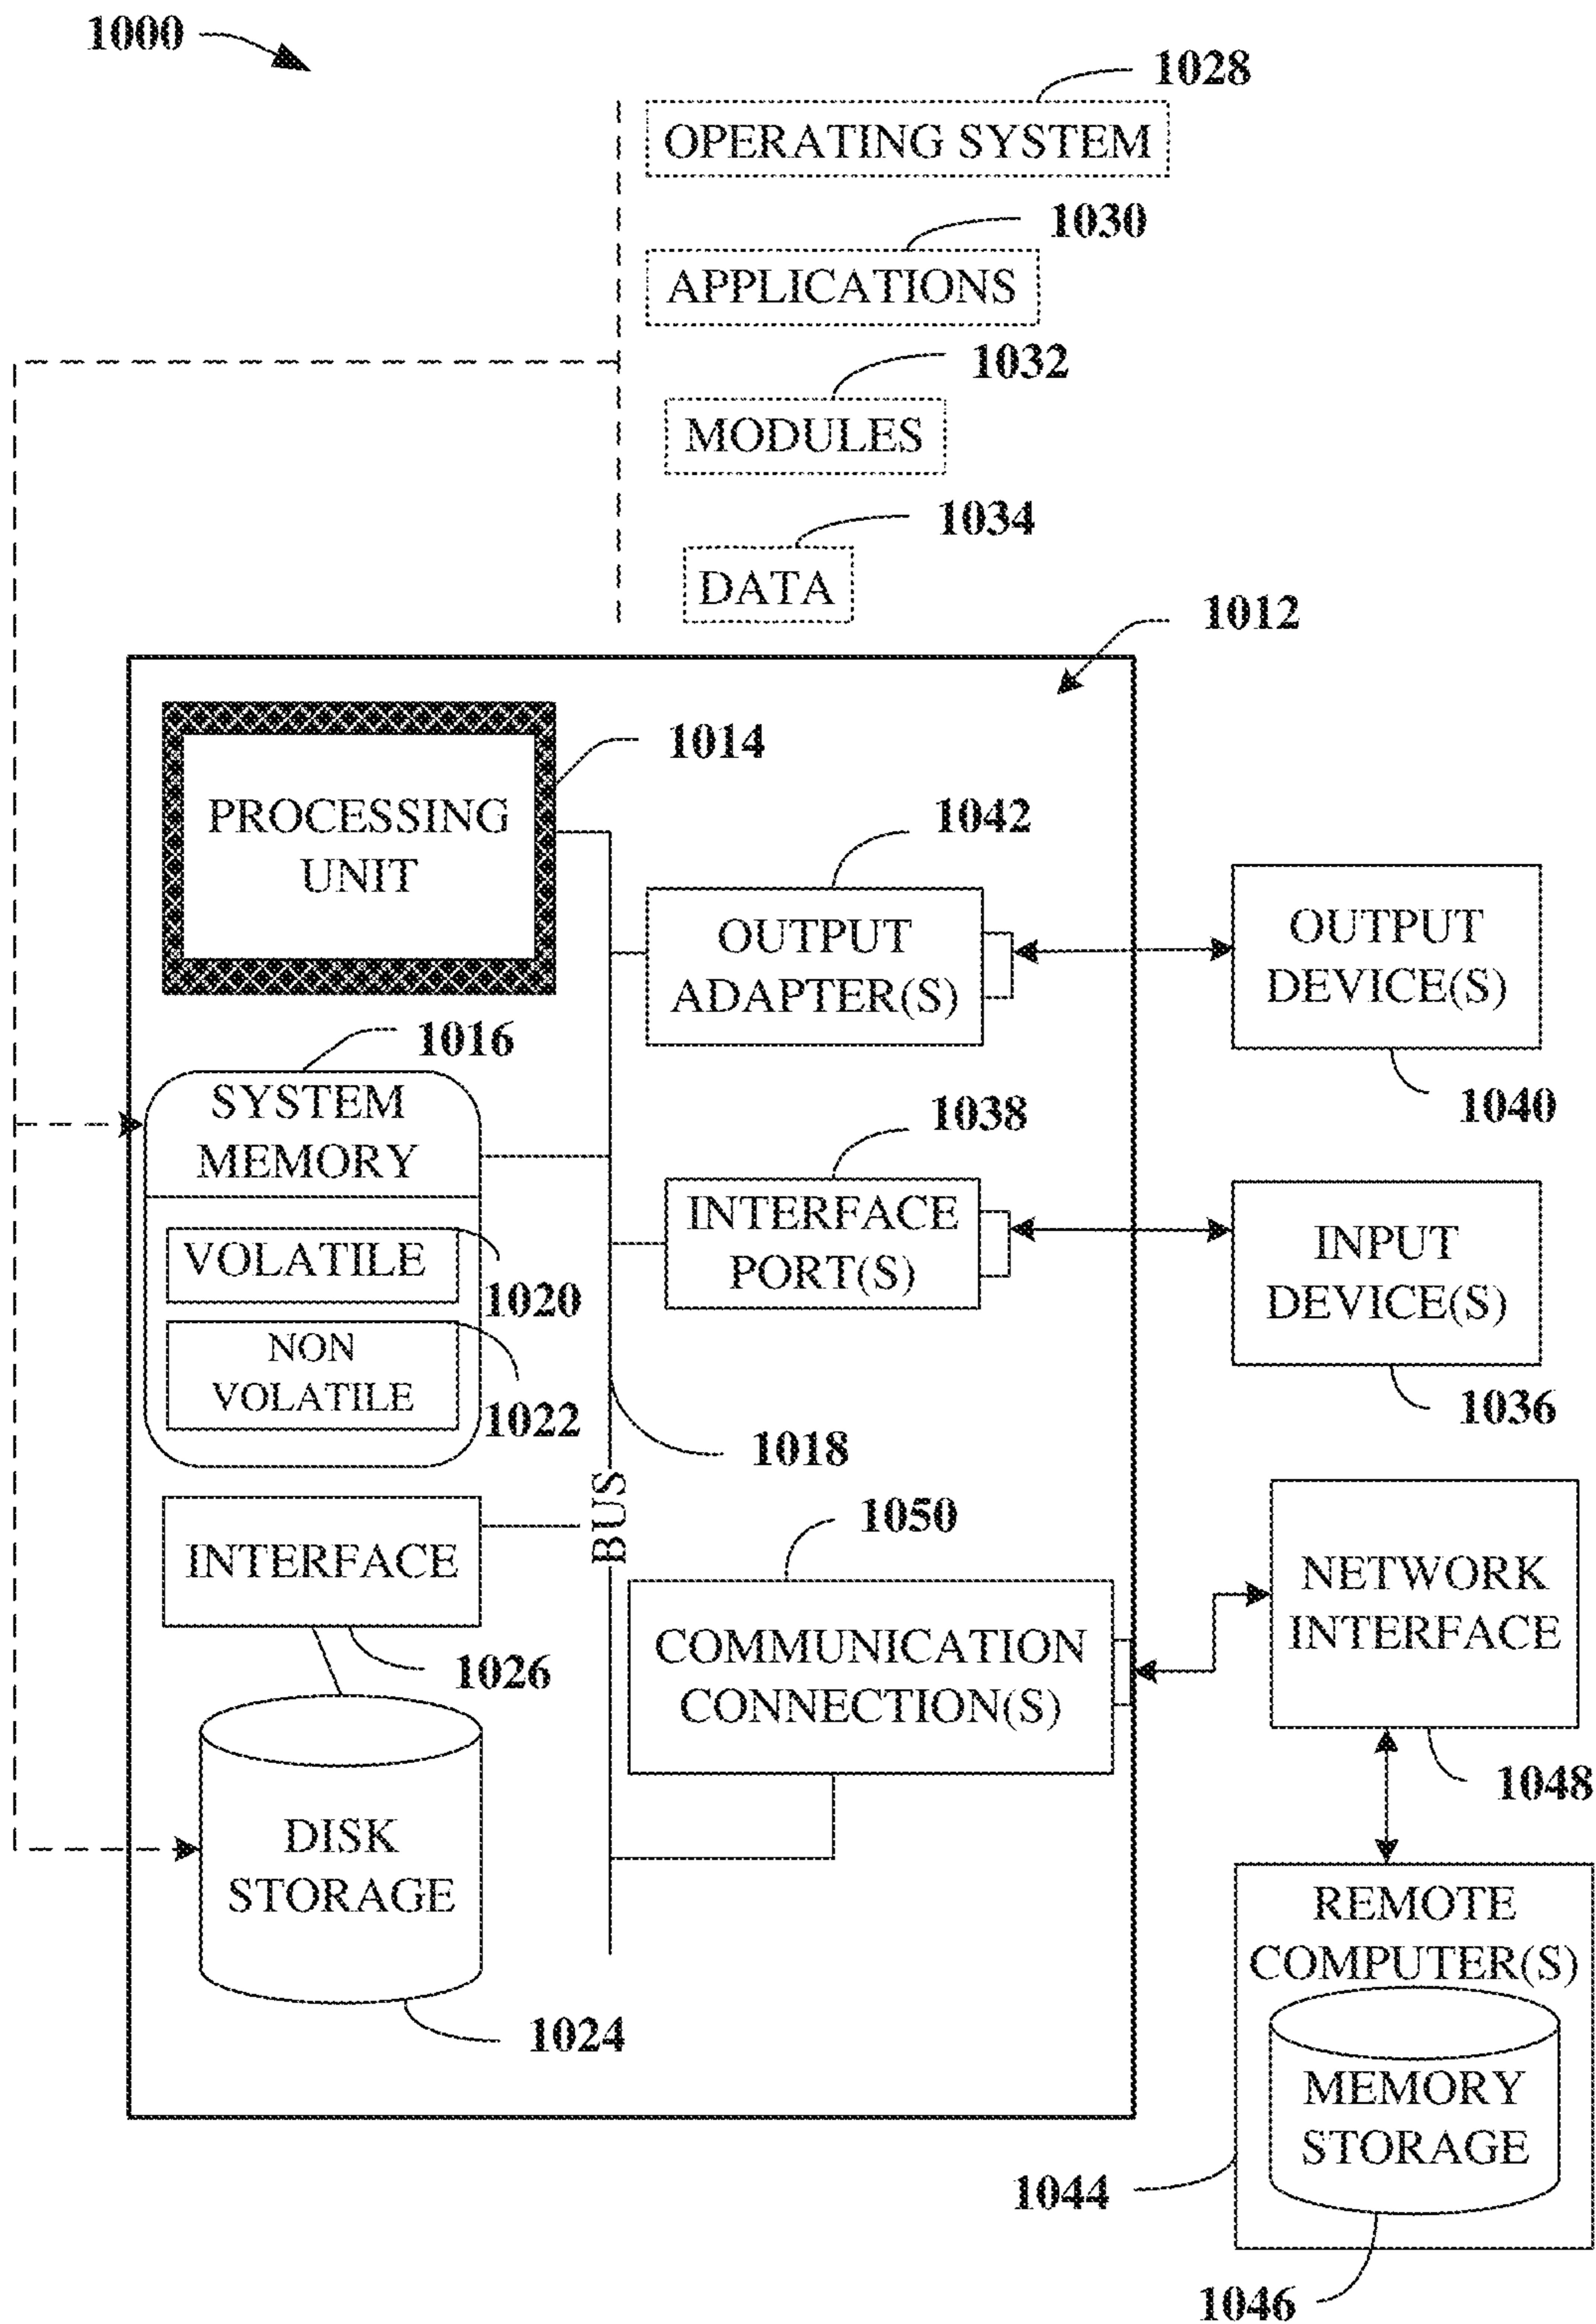 1000
1028
OPERATING SYSTEM
1030
APPLICATIONS
1032
MODULES
1034
DATA
1012
1014
PROCESSING
UNIT
1042
OUTPUT
ADAPTER(S)
OUTPUT
DEVICE(S)
1040
1016
SYSTEM
MEMORY
VOLATILE
1020
NON
VOLATILE
1022
1038
INTERFACE
PORT(S)
INPUT
DEVICE(S)
1036
1018
BUS
INTERFACE
1026
1050
COMMUNICATION
CONNECTION(S)
NETWORK
INTERFACE
1048
DISK
STORAGE
1024
REMOTE
COMPUTER(S)
MEMORY
STORAGE
1044
1046